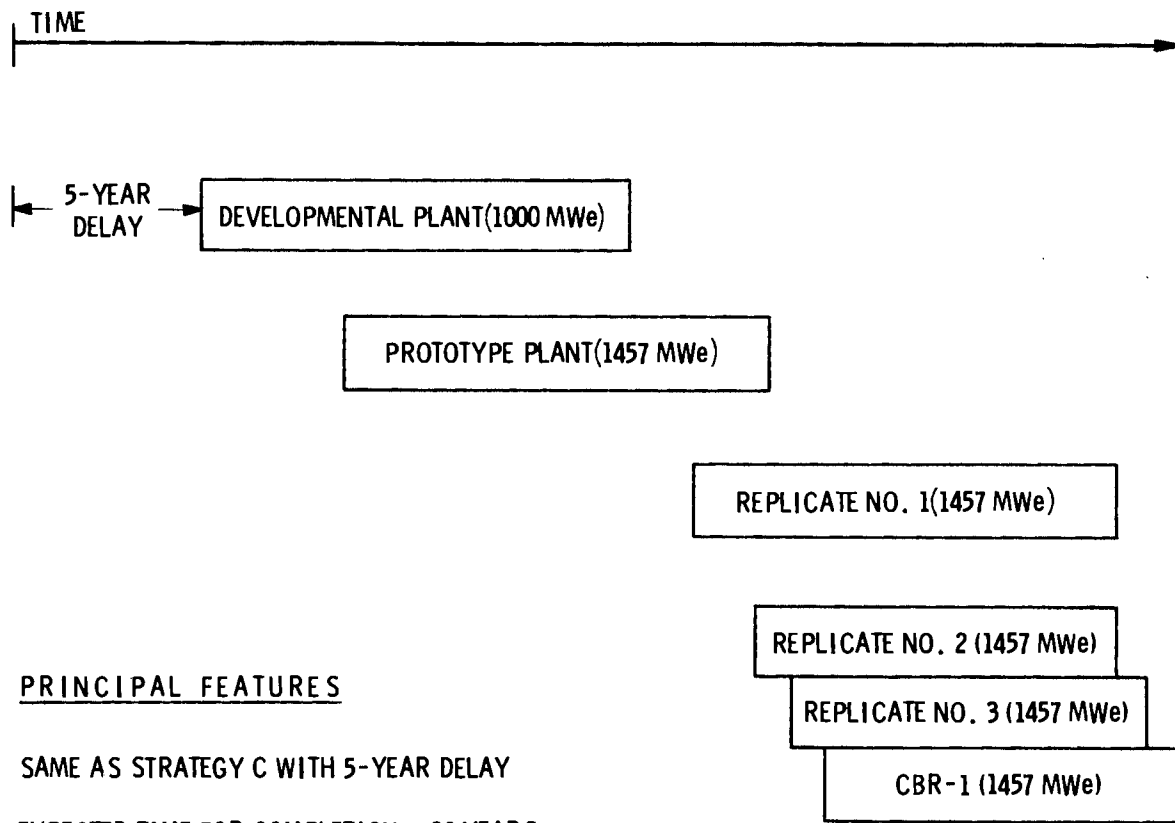 TIME
5-YEAR
DELAY
DEVELOPMENTAL PLANT(1000 MWe)
PROTOTYPE PLANT(1457 MWe)
REPLICATE NO. 1(1457 MWe)
REPLICATE NO. 2 (1457 MWe)
PRINCIPAL FEATURES
REPLICATE NO. 3 (1457 MWe)
SAME AS STRATEGY C WITH 5-YEAR DELAY
CBR-1 (1457 MWe)